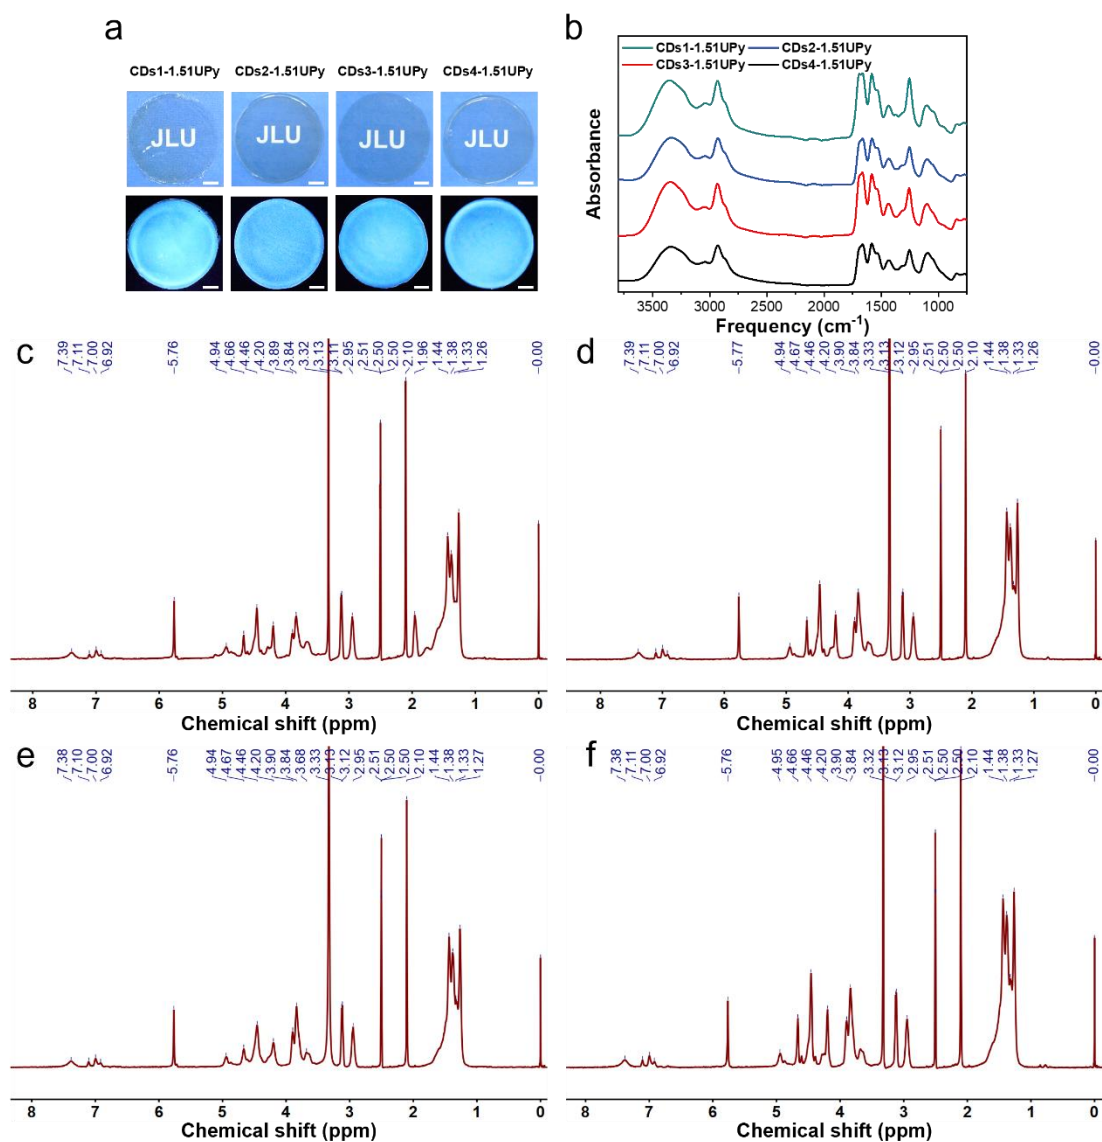 a
CDs1-1.51UPy CDs2-1.51UPy CDs3-1.51UPy CDs4-1.51UPy
JLU JLU JLU JLU
b
CDs1-1.51UPy CDs2-1.51UPy
CDs3-1.51UPy CDs4-1.51UPy
Absorbance
3500 3000 2500 2000 1500 1000
Frequency (cm⁻¹)
c
7.39 7.11 7.00 6.92 5.76 4.94 4.66 4.46 4.20 3.89 3.84 3.32 3.13 3.11 2.95 2.51 2.50 2.50 2.10 1.96 1.44 1.38 1.33 1.26 -0.00
8 7 6 5 4 3 2 1 0
Chemical shift (ppm)
d
7.39 7.11 7.00 6.92 5.77 4.94 4.67 4.46 4.20 3.90 3.84 3.33 3.13 3.12 2.95 2.51 2.50 2.50 2.10 1.44 1.38 1.33 1.26 -0.00
8 7 6 5 4 3 2 1 0
Chemical shift (ppm)
e
7.38 7.10 7.00 6.92 5.76 4.94 4.67 4.46 4.20 3.90 3.84 3.68 3.33 3.13 3.12 2.95 2.51 2.50 2.50 2.10 1.44 1.38 1.33 1.27 -0.00
8 7 6 5 4 3 2 1 0
Chemical shift (ppm)
f
7.38 7.11 7.00 6.92 5.76 4.95 4.66 4.46 4.20 3.90 3.84 3.32 3.13 3.12 2.95 2.51 2.50 2.50 2.10 1.44 1.38 1.33 1.27 -0.00
8 7 6 5 4 3 2 1 0
Chemical shift (ppm)